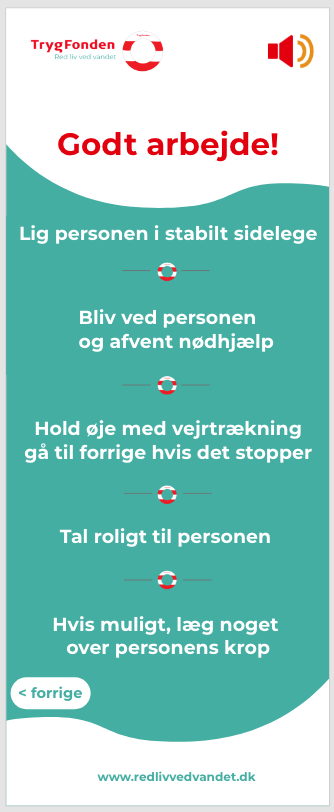 TrygFonden
Red liv ved vandet
Godt arbejde!
Lig personen i stabilt sidelege
Bliv ved personen
og afvent nødhjælp
Hold øje med vejrtrækning
gå til forrige hvis det stopper
Tal roligt til personen
Hvis muligt, læg noget
over personens krop
< forrige
www.redlivvedvandet.dk